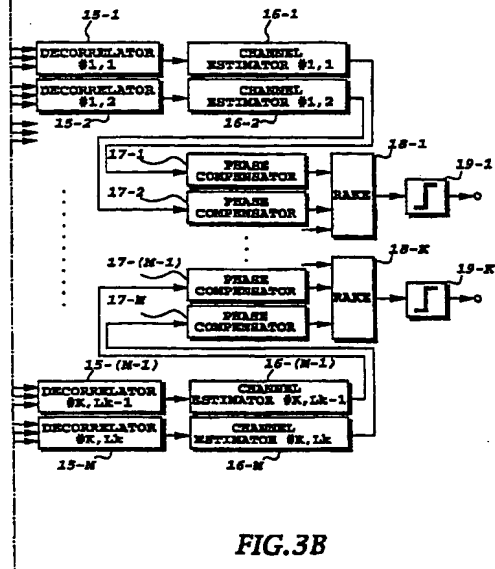 15-1
16-1
DECORRELATOR
#1,1
CHANNEL
ESTIMATOR #1,1
DECORRELATOR
#1,2
CHANNEL
ESTIMATOR #1,2
15-2
16-2
17-1
PHASE
COMPENSATOR
18-1
19-1
17-2
PHASE
COMPENSATOR
RAKE
17-(M-1)
PHASE
COMPENSATOR
18-K
19-K
17-M
PHASE
COMPENSATOR
RAKE
15-(M-1)
16-(M-1)
DECORRELATOR
#K,Lk-1
CHANNEL
ESTIMATOR #K,Lk-1
DECORRELATOR
#K,Lk
CHANNEL
ESTIMATOR #K,Lk
15-M
16-M
FIG.3B